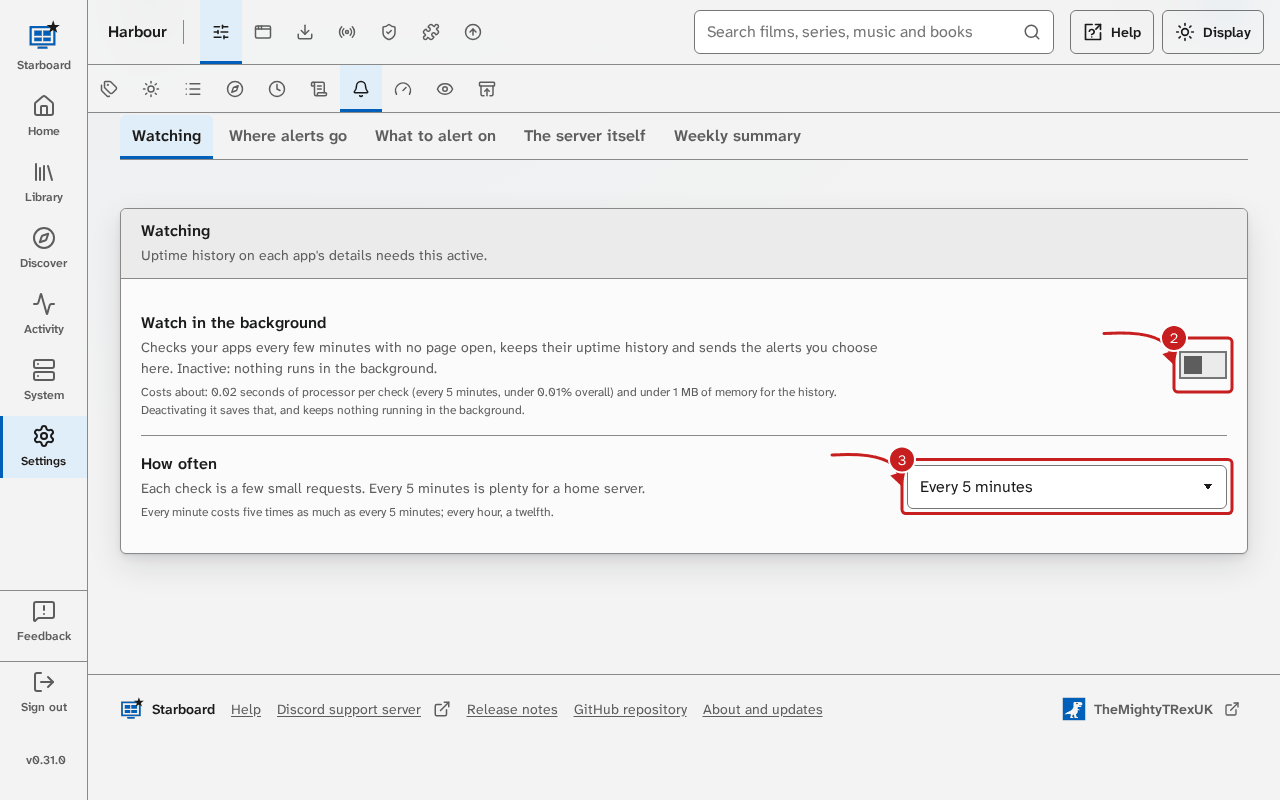 Starboard
Home
Library
Discover
Activity
System
Settings
Feedback
Sign out
v0.31.0
Harbour
Search films, series, music and books
Help
Display
Watching
Where alerts go
What to alert on
The server itself
Weekly summary
Watching
Uptime history on each app's details needs this active.
Watch in the background
Checks your apps every few minutes with no page open, keeps their uptime history and sends the alerts you choose
here. Inactive: nothing runs in the background.
Costs about: 0.02 seconds of processor per check (every 5 minutes, under 0.01% overall) and under 1 MB of memory for the history.
Deactivating it saves that, and keeps nothing running in the background.
2
How often
Each check is a few small requests. Every 5 minutes is plenty for a home server.
Every minute costs five times as much as every 5 minutes; every hour, a twelfth.
3
Every 5 minutes
Starboard
Help
Discord support server
Release notes
GitHub repository
About and updates
TheMightyTRexUK